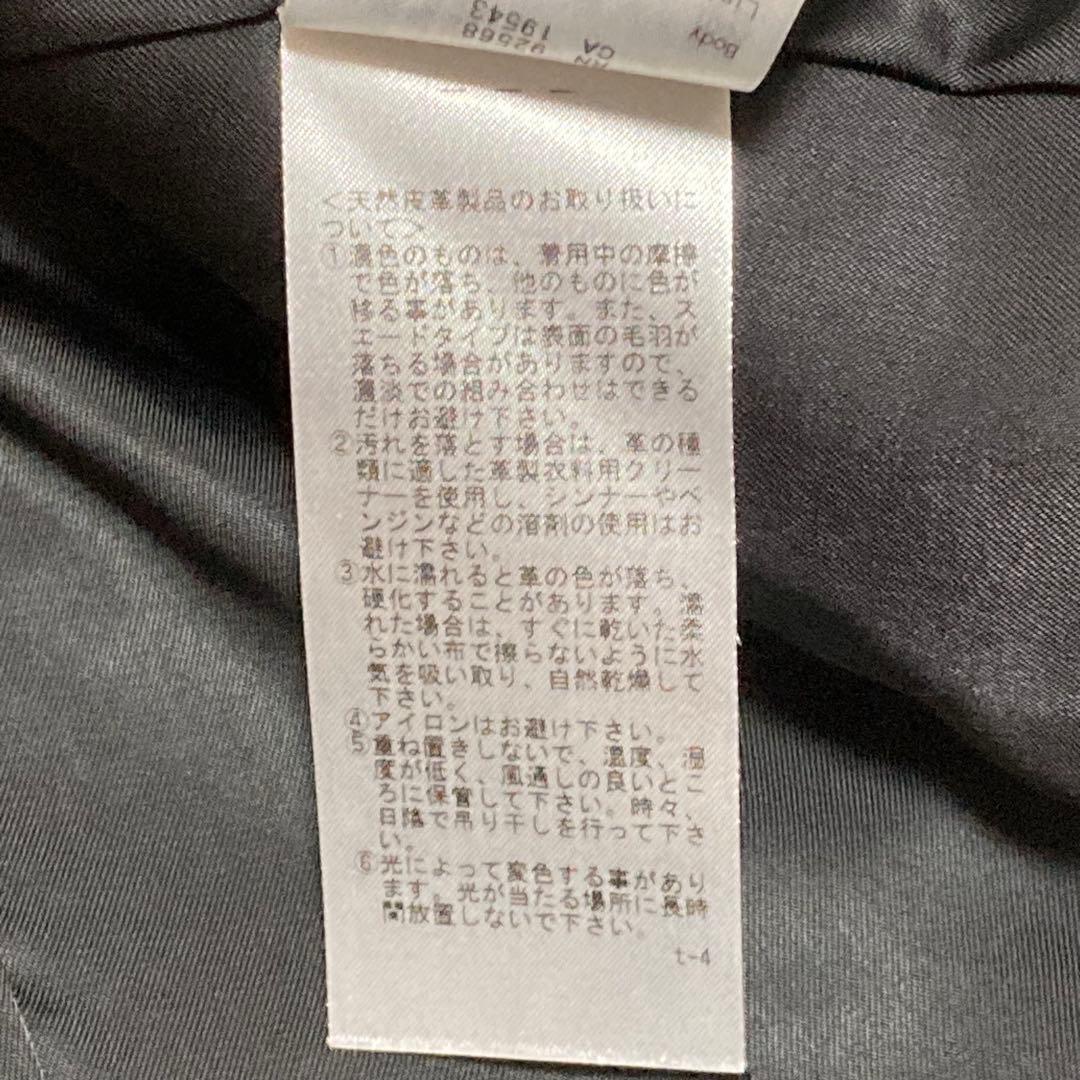 Body
92568
CA
19543
<天然皮革製品のお取り扱いに
ついて>
①濃色のものは、着用中の摩擦
で色が落ち、他のものに色が
移る事があります。また、ス
エードタイプは表面の毛羽が
落ちる場合がありますので、
濃淡での組み合わせはできる
だけお避け下さい。
②汚れを落とす場合は、革の種
類に適した革製衣料用クリー
ナーを使用し、シンナーやベ
ンジンなどの溶剤の使用はお
避け下さい。
③水に濡れると革の色が落ち、
硬化することがあります。濡
れた場合は、すぐに乾いた柔
らかい布で擦らないように水
気を吸い取り、自然乾燥して
下さい。
④アイロンはお避け下さい。
⑤重ね置きしないで、温度、湿
度が低く、風通しの良いとこ
ろに保管して下さい。時々、
日陰で吊り干しを行って下さ
い。
⑥光によって変色する事があり
ます。光が当たる場所に長時
間放置しないで下さい。
t-4